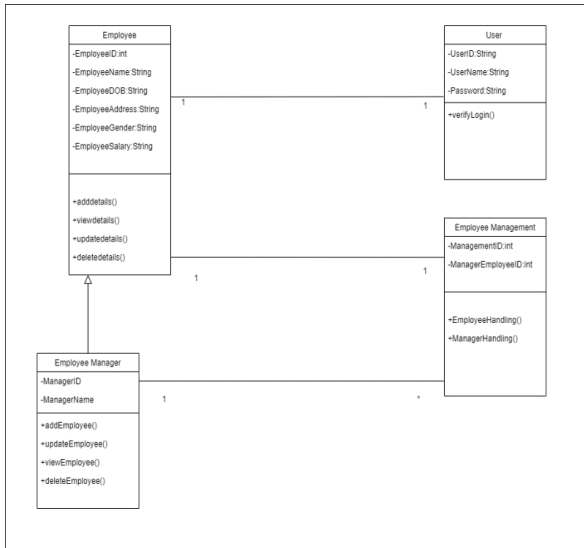 Employee
-EmployeeID:int
-EmployeeName:String
-EmployeeDOB:String
-EmployeeAddress:String
-EmployeeGender:String
-EmployeeSalary:String
+adddetails()
+viewdetails()
+updatedetails()
+deletedetails()
User
-UserID:String
-UserName:String
-Password:String
+verifyLogin()
1
1
Employee Management
-ManagementID:int
-ManagerEmployeeID:int
+EmployeeHandling()
+ManagerHandling()
1
1
Employee Manager
-ManagerID
-ManagerName
+addEmployee()
+updateEmployee()
+viewEmployee()
+deleteEmployee()
1
*